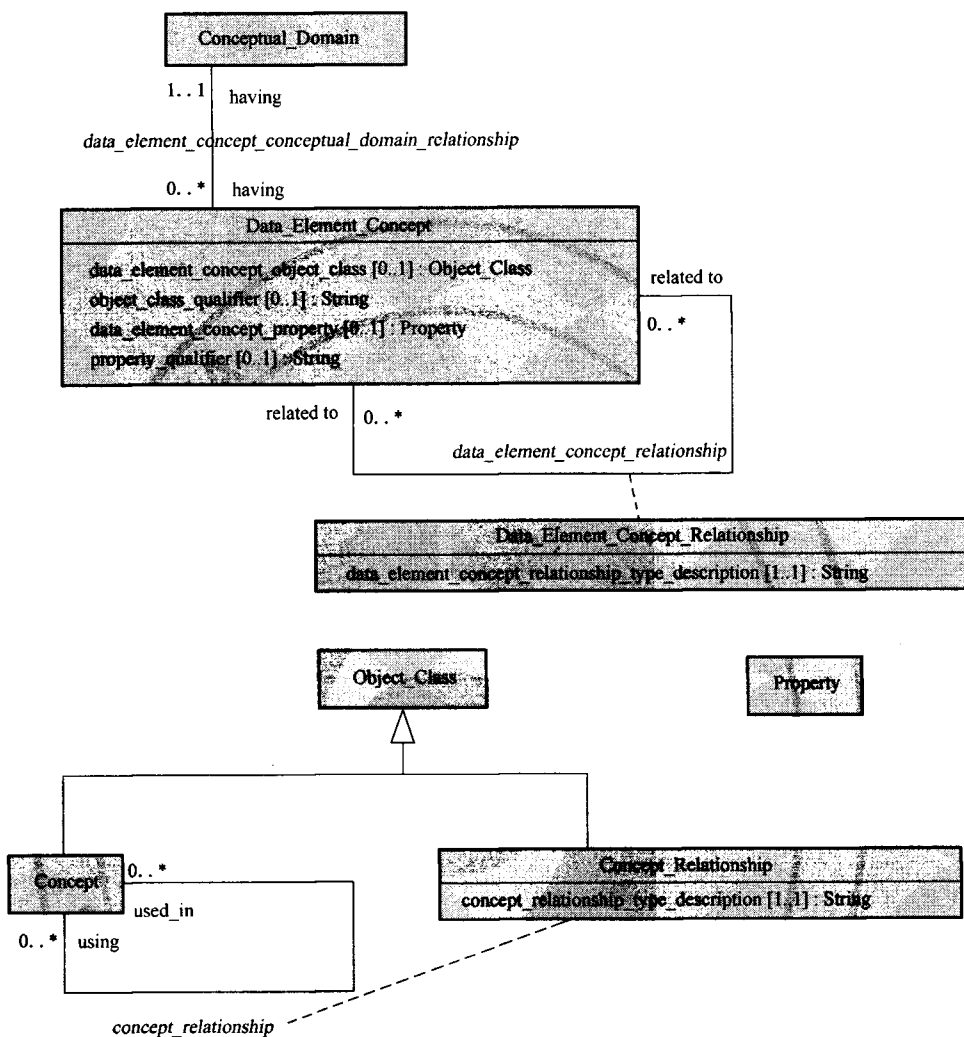 Conceptual_Domain
1..1
having
data_element_concept_conceptual_domain_relationship
0..*
having
Data_Element_Concept
data_element_concept_object_class [0..1] : Object_Class
object_class_qualifier [0..1] : String
data_element_concept_property [0..1] : Property
property_qualifier [0..1] : String
related to
0..*
related to
0..*
data_element_concept_relationship
Data_Element_Concept_Relationship
data_element_concept_relationship_type_description [1..1] : String
Object_Class
Property
Concept
0..*
used_in
0..*
using
Concept_Relationship
concept_relationship_type_description [1..1] : String
concept_relationship